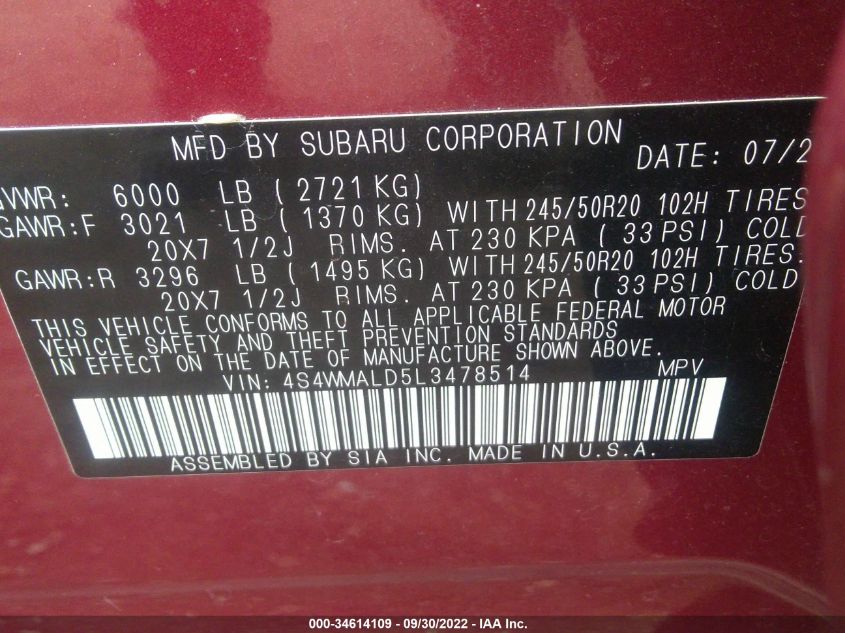 MFD BY SUBARU CORPORATION DATE: 07/2
GVWR: 6000 LB ( 2721 KG)
GAWR:F 3021 LB ( 1370 KG) WITH 245/50R20 102H TIRES
20X7 1/2J RIMS. AT 230 KPA ( 33 PSI) COLD
GAWR:R 3296 LB ( 1495 KG) WITH 245/50R20 102H TIRES.
20X7 1/2J RIMS. AT 230 KPA ( 33 PSI) COLD
THIS VEHICLE CONFORMS TO ALL APPLICABLE FEDERAL MOTOR
VEHICLE SAFETY AND THEFT PREVENTION STANDARDS
IN EFFECT ON THE DATE OF MANUFACTURE SHOWN ABOVE.
VIN: 4S4WMALD5L3478514 MPV
ASSEMBLED BY SIA INC. MADE IN U.S.A.
000-34614109 - 09/30/2022 - IAA Inc.